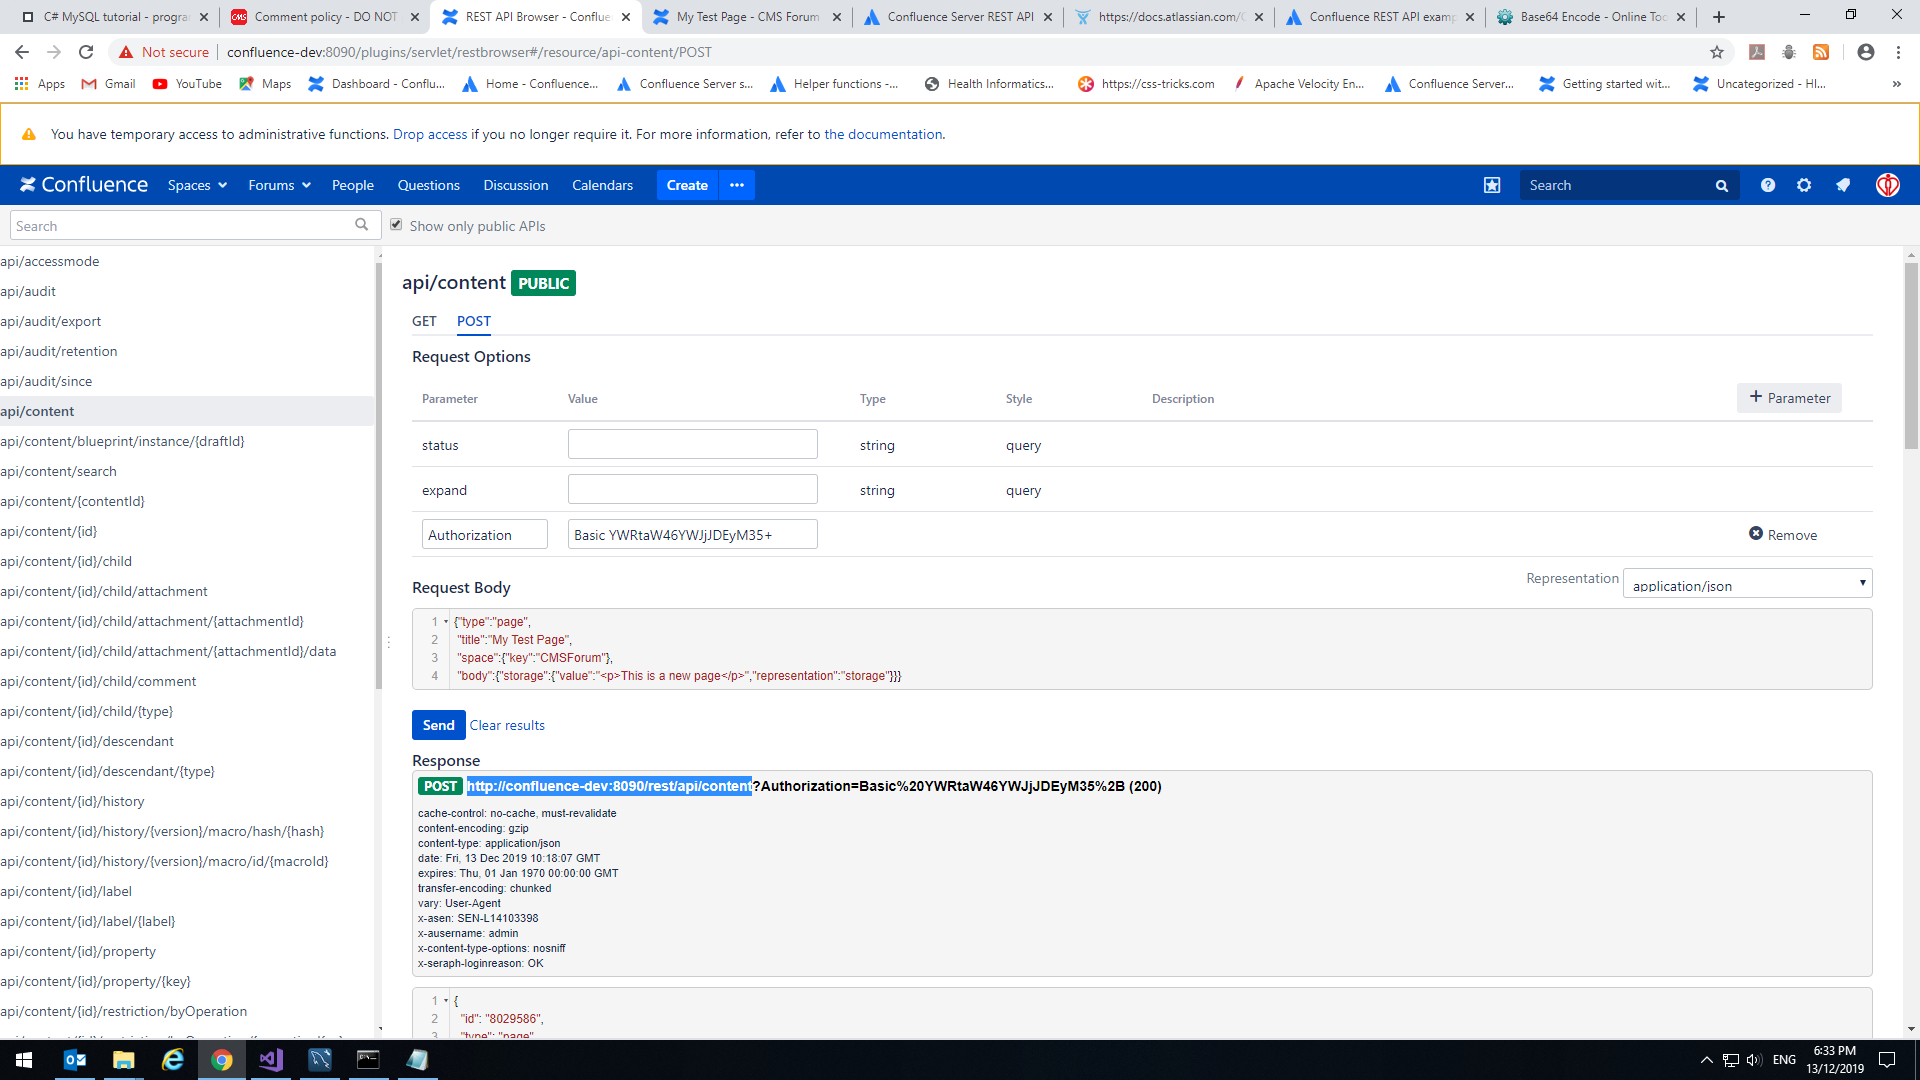 C# MySQL tutorial - progra
Comment policy - DO NOT
REST API Browser - Conflue
My Test Page - CMS Forum
Confluence Server REST API
https://docs.atlassian.com/
Confluence REST API examp
Base64 Encode - Online Too
Not secure
confluence-dev:8090/plugins/servlet/restbrowser#/resource/api-content/POST
Apps
Gmail
YouTube
Maps
Dashboard - Conflu...
Home - Confluence...
Confluence Server s...
Helper functions -...
Health Informatics...
https://css-tricks.com
Apache Velocity En...
Confluence Server...
Getting started wit...
Uncategorized - HI...
»
You have temporary access to administrative functions. Drop access if you no longer require it. For more information, refer to the documentation.
Confluence
Spaces
Forums
People
Questions
Discussion
Calendars
Create
Search
Search
Show only public APIs
api/accessmode
api/audit
api/audit/export
api/audit/retention
api/audit/since
api/content
api/content/blueprint/instance/{draftId}
api/content/search
api/content/{contentId}
api/content/{id}
api/content/{id}/child
api/content/{id}/child/attachment
api/content/{id}/child/attachment/{attachmentId}
api/content/{id}/child/attachment/{attachmentId}/data
api/content/{id}/child/comment
api/content/{id}/child/{type}
api/content/{id}/descendant
api/content/{id}/descendant/{type}
api/content/{id}/history
api/content/{id}/history/{version}/macro/hash/{hash}
api/content/{id}/history/{version}/macro/id/{macroId}
api/content/{id}/label
api/content/{id}/label/{label}
api/content/{id}/property
api/content/{id}/property/{key}
api/content/{id}/restriction/byOperation
api/content PUBLIC
GET POST
Request Options
Parameter Value Type Style Description + Parameter
status string query
expand string query
Authorization Basic YWRtaW46YWJjJDEyM35+ Remove
Request Body
Representation application/json
1 {"type":"page",
2 "title":"My Test Page",
3 "space":{"key":"CMSForum"},
4 "body":{"storage":{"value":"<p>This is a new page</p>","representation":"storage"}}}
Send Clear results
Response
POST http://confluence-dev:8090/rest/api/content?Authorization=Basic%20YWRtaW46YWJjJDEyM35%2B (200)
cache-control: no-cache, must-revalidate
content-encoding: gzip
content-type: application/json
date: Fri, 13 Dec 2019 10:18:07 GMT
expires: Thu, 01 Jan 1970 00:00:00 GMT
transfer-encoding: chunked
vary: User-Agent
x-asen: SEN-L14103398
x-ausername: admin
x-content-type-options: nosniff
x-seraph-loginreason: OK
1 {
2 "id": "8029586",
3 "type": "page"
ENG
6:33 PM
13/12/2019